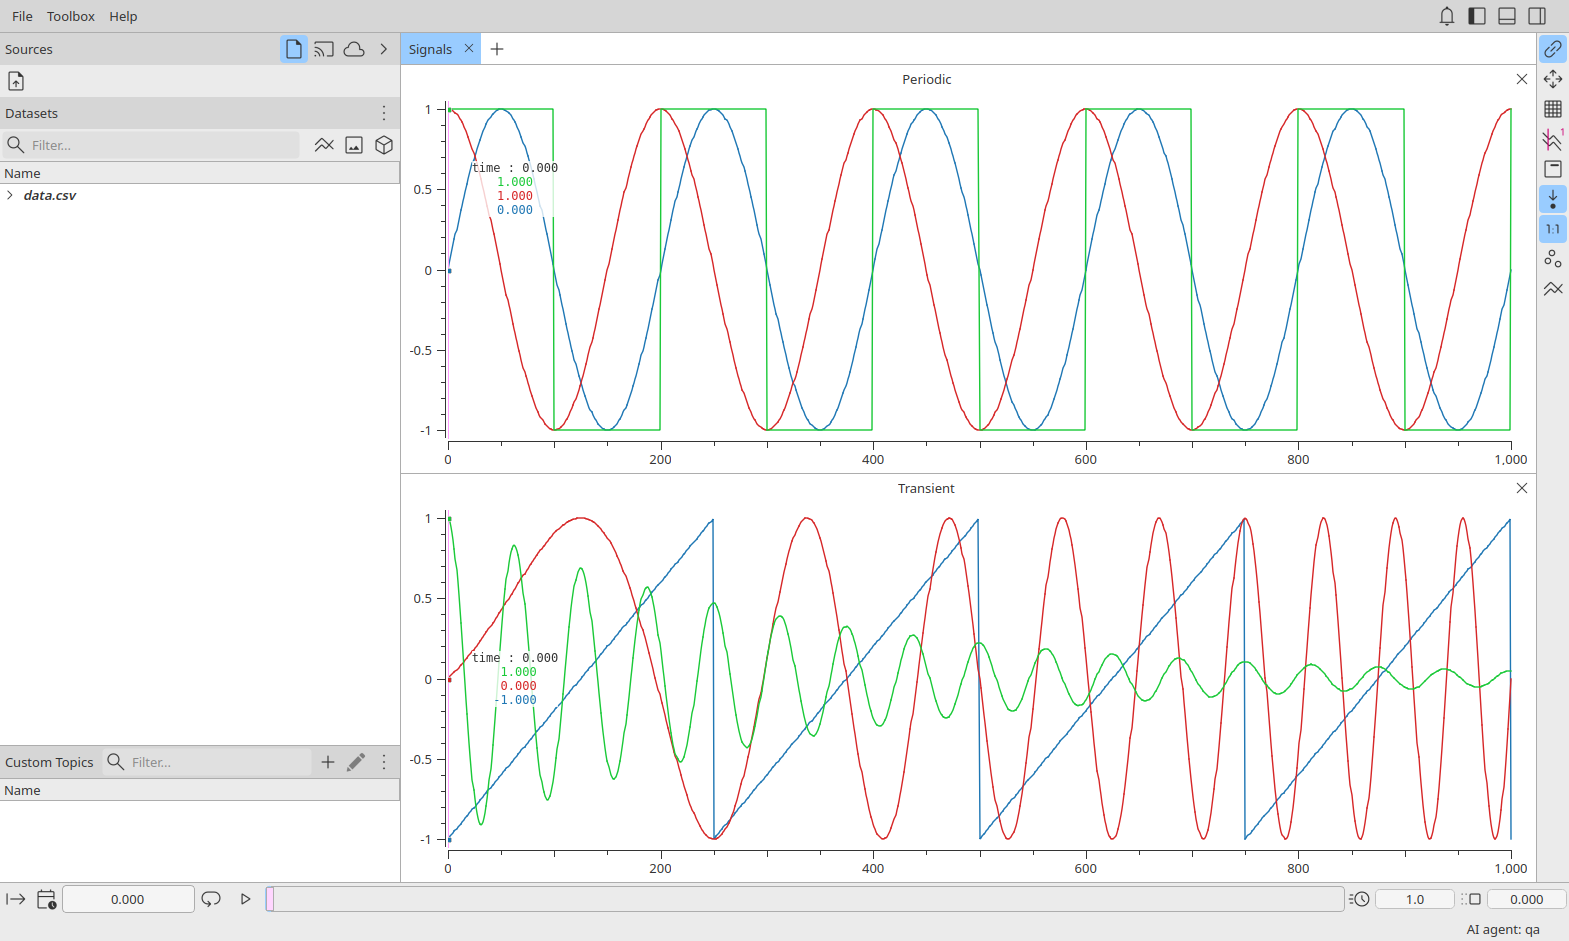 File Toolbox Help
Sources
Signals
Datasets
Filter...
Name
data.csv
Custom Topics
Filter...
Name
Periodic
1
0.5
0
-0.5
-1
time : 0.000
1.000
1.000
0.000
0 200 400 600 800 1,000
Transient
1
0.5
0
-0.5
-1
time : 0.000
1.000
0.000
-1.000
0 200 400 600 800 1,000
1
1:1
0.000
1.0
0.000
AI agent: qa